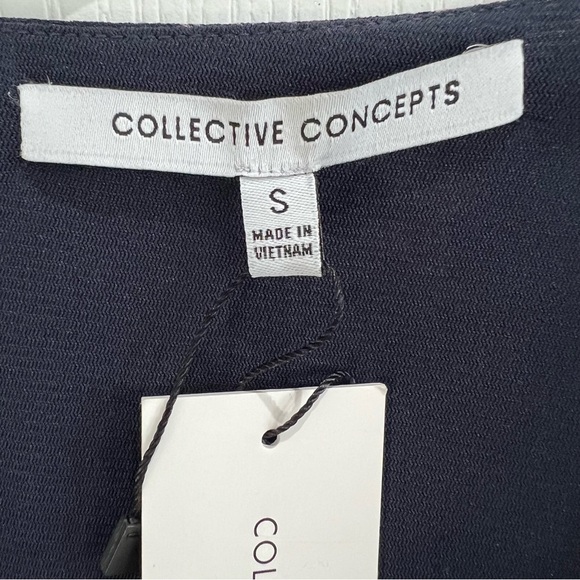 COLLECTIVE CONCEPTS
S
MADE IN
VIETNAM
COL